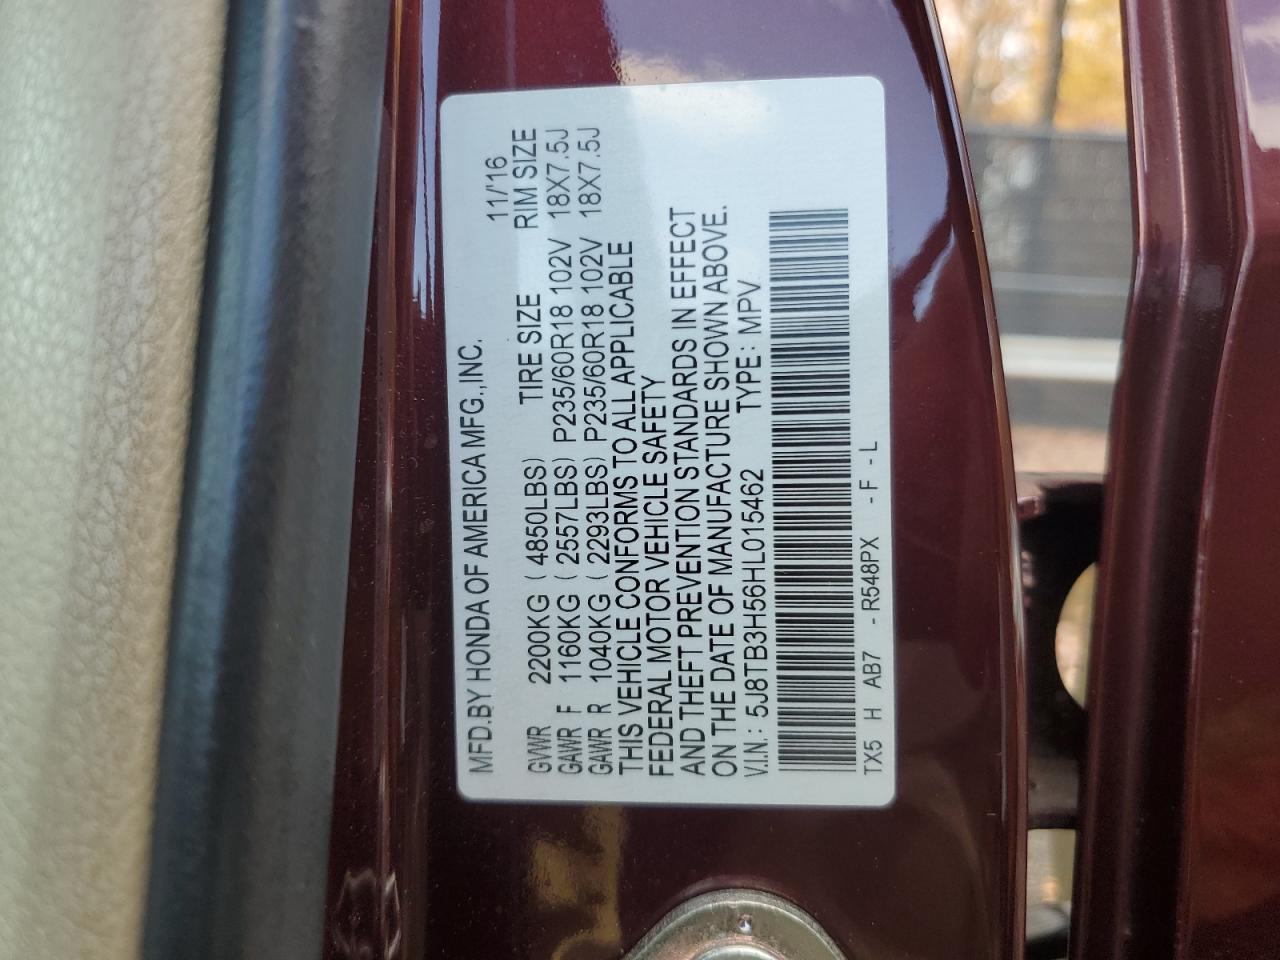 MFD.BY HONDA OF AMERICA MFG.,INC. 11/'16
GVWR 2200KG ( 4850LBS) TIRE SIZE RIM SIZE
GAWR F 1160KG ( 2557LBS) P235/60R18 102V 18X7.5J
GAWR R 1040KG ( 2293LBS) P235/60R18 102V 18X7.5J
THIS VEHICLE CONFORMS TO ALL APPLICABLE
FEDERAL MOTOR VEHICLE SAFETY
AND THEFT PREVENTION STANDARDS IN EFFECT
ON THE DATE OF MANUFACTURE SHOWN ABOVE.
V.I.N.: 5J8TB3H56HL015462 TYPE : MPV
TX5 H AB7 - R548PX - F - L